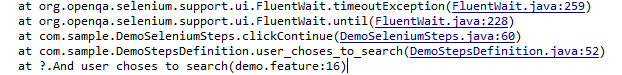 at org.openqa.selenium.support.ui.FluentWait.timeoutException(FluentWait.java:259)
at org.openqa.selenium.support.ui.FluentWait.until(FluentWait.java:228)
at com.sample.DemoSeleniumSteps.clickContinue(DemoSeleniumSteps.java:60)
at com.sample.DemoStepsDefinition.user_choses_to_search(DemoStepsDefinition.java:52)
at ?.And user choses to search(demo.feature:16)